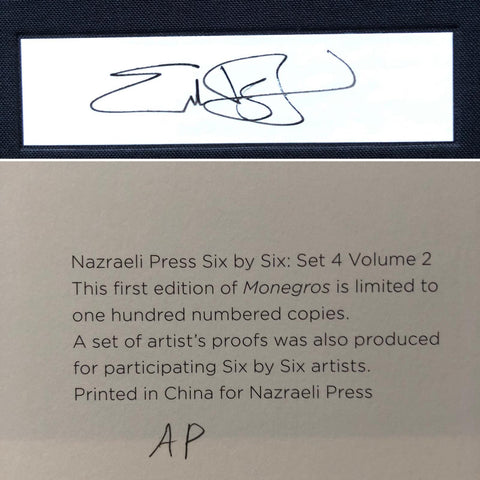 Nazraeli Press Six by Six: Set 4 Volume 2
This first edition of Monegros is limited to
one hundred numbered copies.
A set of artist's proofs was also produced
for participating Six by Six artists.
Printed in China for Nazraeli Press
AP